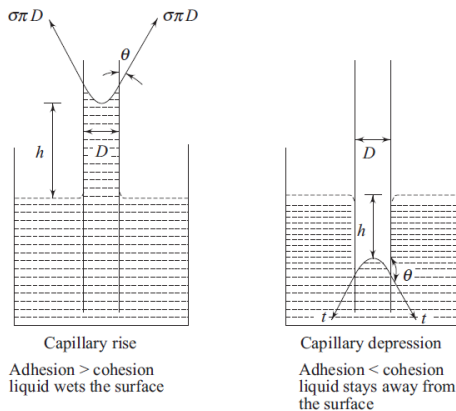 σπD σπD
θ
h
D
D
h
θ
t t
Capillary rise
Adhesion > cohesion
liquid wets the surface
Capillary depression
Adhesion < cohesion
liquid stays away from
the surface